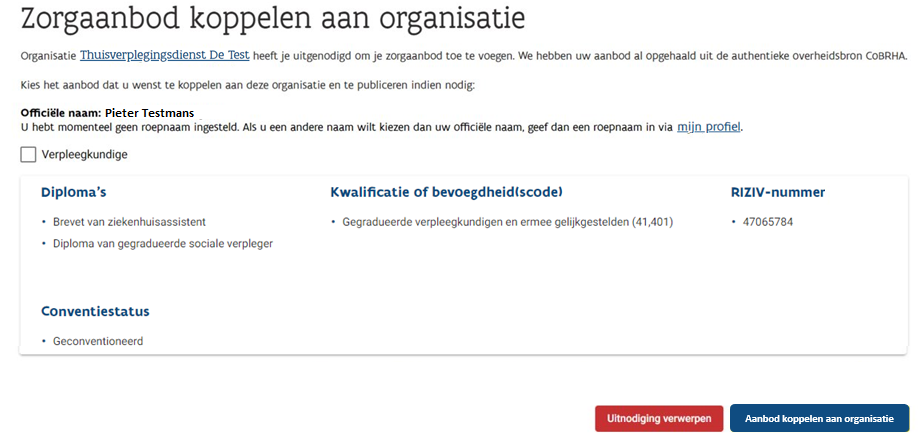 Zorgaanbod koppelen aan organisatie
Organisatie Thuisverplegingsdienst De Test heeft je uitgenodigd om je zorgaanbod toe te voegen. We hebben uw aanbod al opgehaald uit de authentieke overheidsbron CoBRHA.
Kies het aanbod dat u wenst te koppelen aan deze organisatie en te publiceren indien nodig:
Officiële naam: Pieter Testmans
U hebt momenteel geen roepnaam ingesteld. Als u een andere naam wilt kiezen dan uw officiële naam, geef dan een roepnaam in via mijn profiel.
Verpleegkundige
Diploma's Kwalificatie of bevoegdheid(scode) RIZIV-nummer
• Brevet van ziekenhuisassistent • Gegradueerde verpleegkundigen en ermee gelijkgestelden (41,401) • 47065784
• Diploma van gegradueerde sociale verpleger
Conventiestatus
• Geconventioneerd
Uitnodiging verwerpen Aanbod koppelen aan organisatie